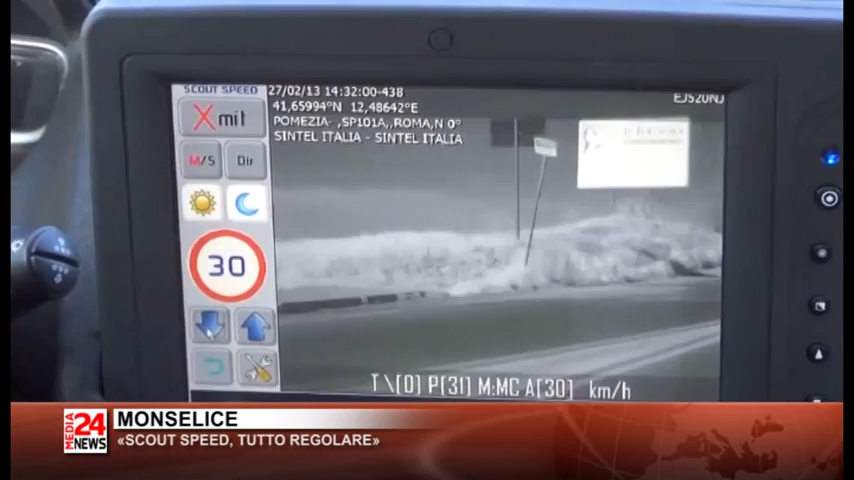 SCOUT SPEED
27/02/13 14:32:00-438
EJ520NJ
41,65994°N 12,48642°E
POMEZIA- ,SP101A,,ROMA,N 0°
SINTEL ITALIA - SINTEL ITALIA
Xmit
M/S Dir
30
T \[0] P[31] M:MC A[30] km/h
MEDIA 24 NEWS
MONSELICE
«SCOUT SPEED, TUTTO REGOLARE»